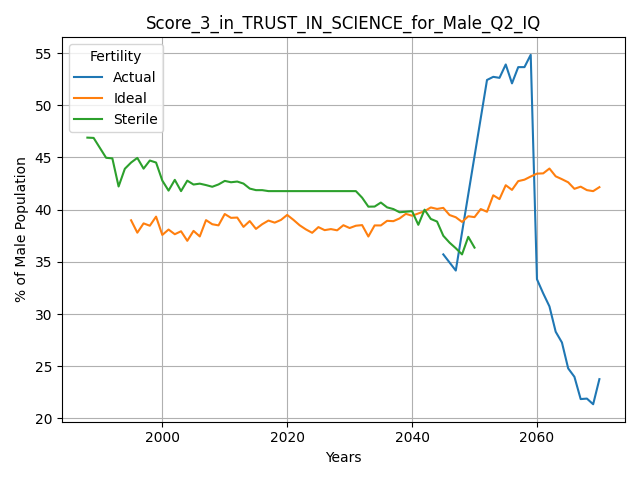 Score_3_in_TRUST_IN_SCIENCE_for_Male_Q2_IQ
% of Male Population
55
50
45
40
35
30
25
20
Fertility
Actual
Ideal
Sterile
2000
2020
2040
2060
Years